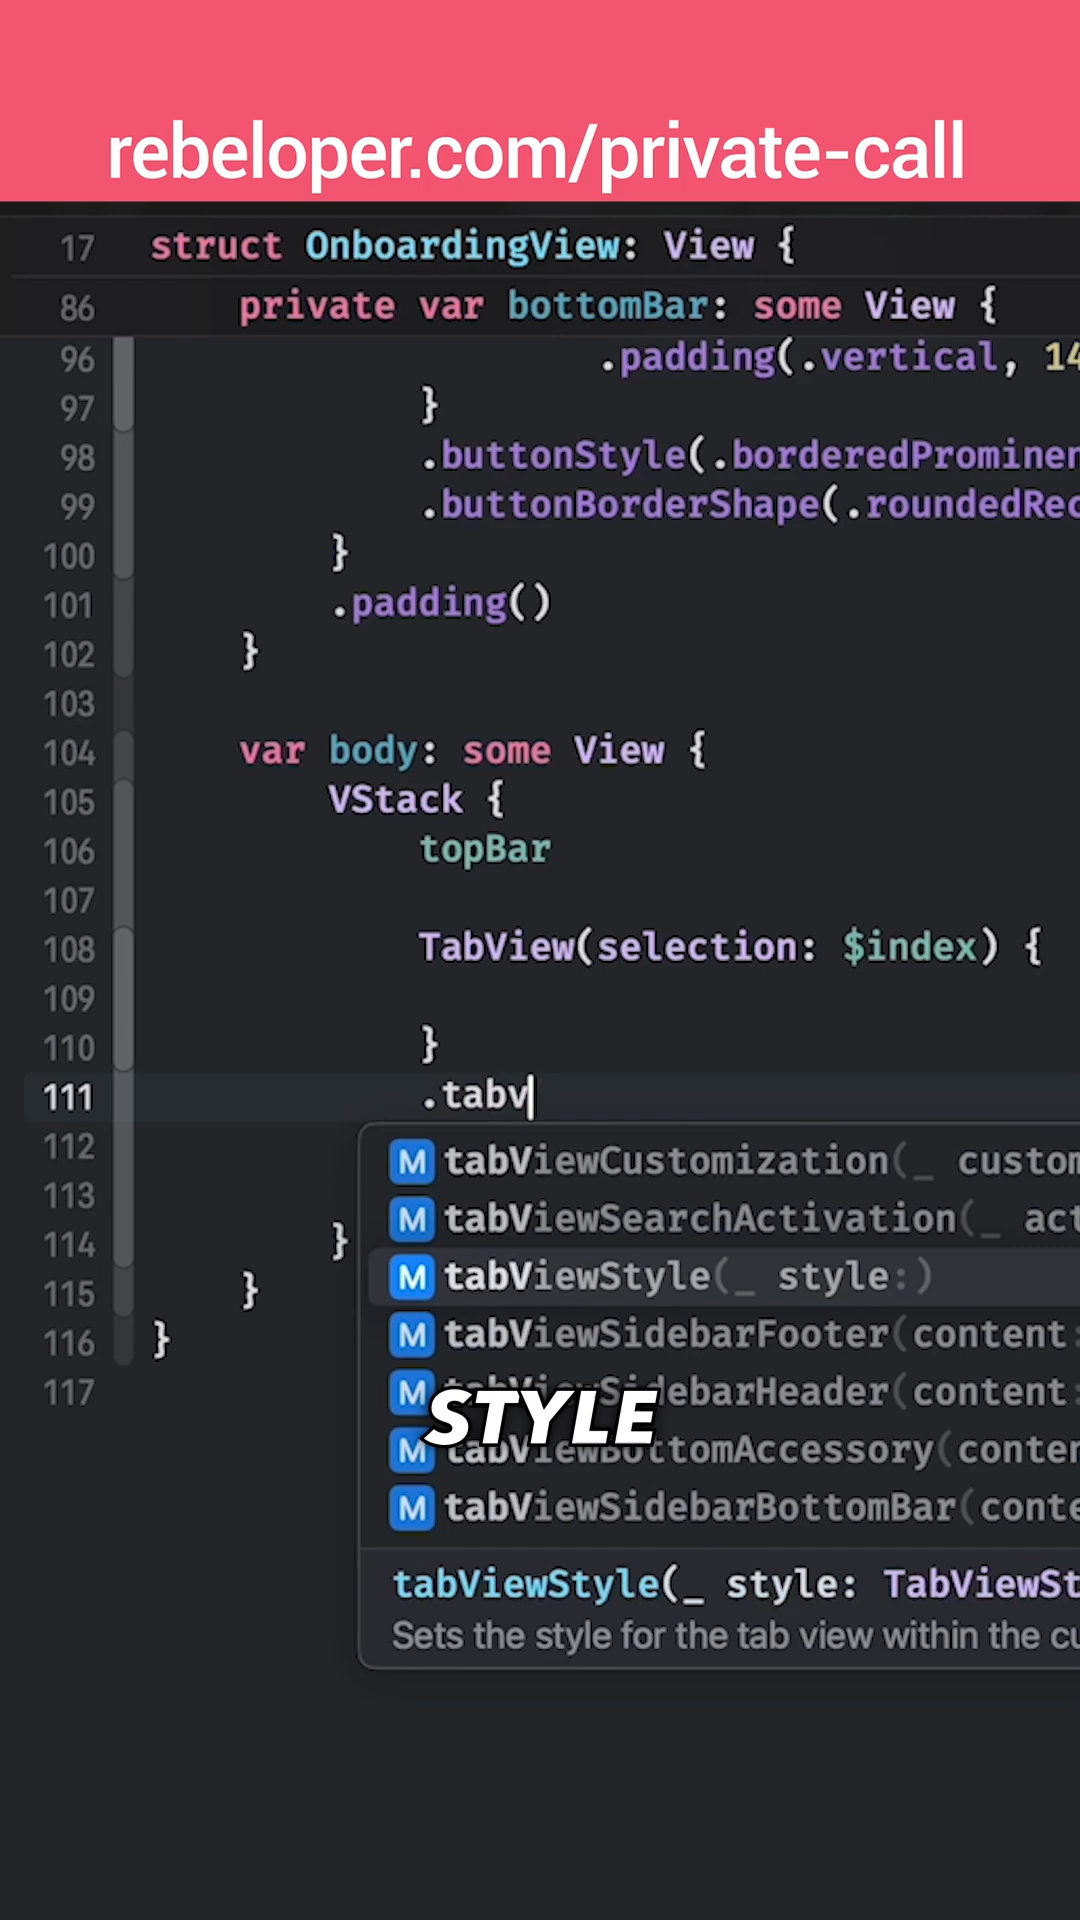 rebeloper.com/private-call
17 struct OnboardingView: View {
86 private var bottomBar: some View {
96 .padding(.vertical, 14
97 }
98 .buttonStyle(.borderedProminen
99 .buttonBorderShape(.roundedRec
100 }
101 .padding()
102 }
103
104 var body: some View {
105 VStack {
106 topBar
107
108 TabView(selection: $index) {
109
110 }
111 .tabv
112
113
114 }
115 }
116 }
117
M tabViewCustomization(_ custom
M tabViewSearchActivation(_ act
M tabViewStyle(_ style:)
M tabViewSidebarFooter(content:
M tabViewSidebarHeader(content:
STYLE
M tabViewBottomAccessory(conten
M tabViewSidebarBottomBar(conte
tabViewStyle(_ style: TabViewSt
Sets the style for the tab view within the cu